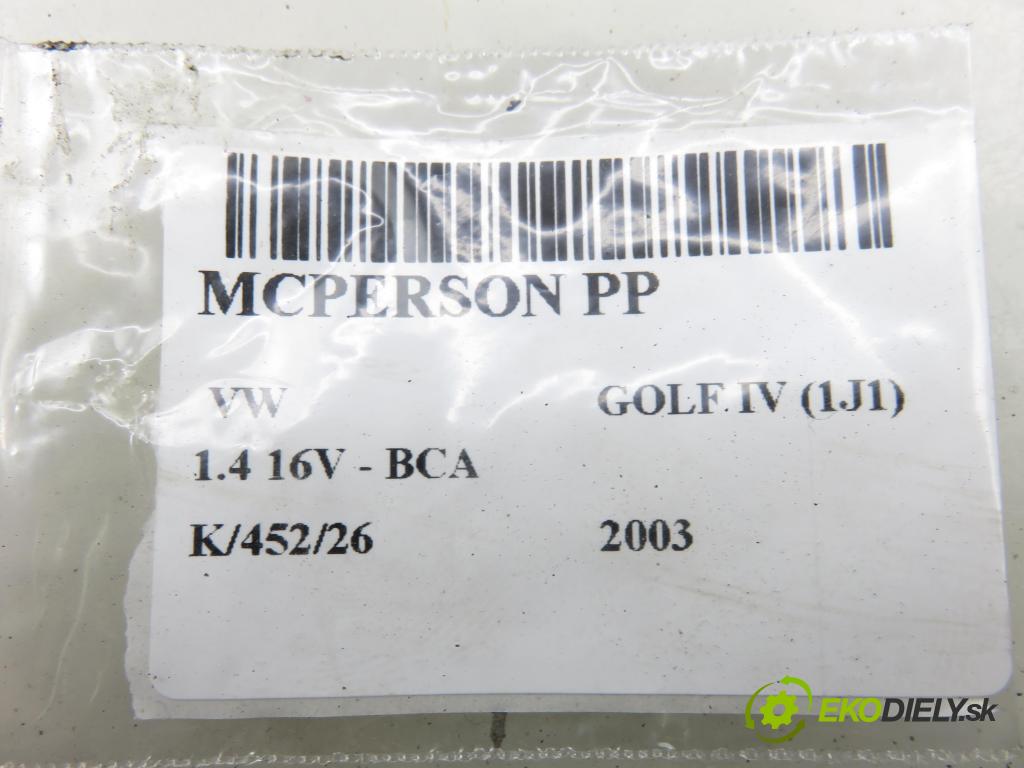 MCPERSON PP
VW GOLF IV (1J1)
1.4 16V - BCA
K/452/26 2003
EKODIELY.sk